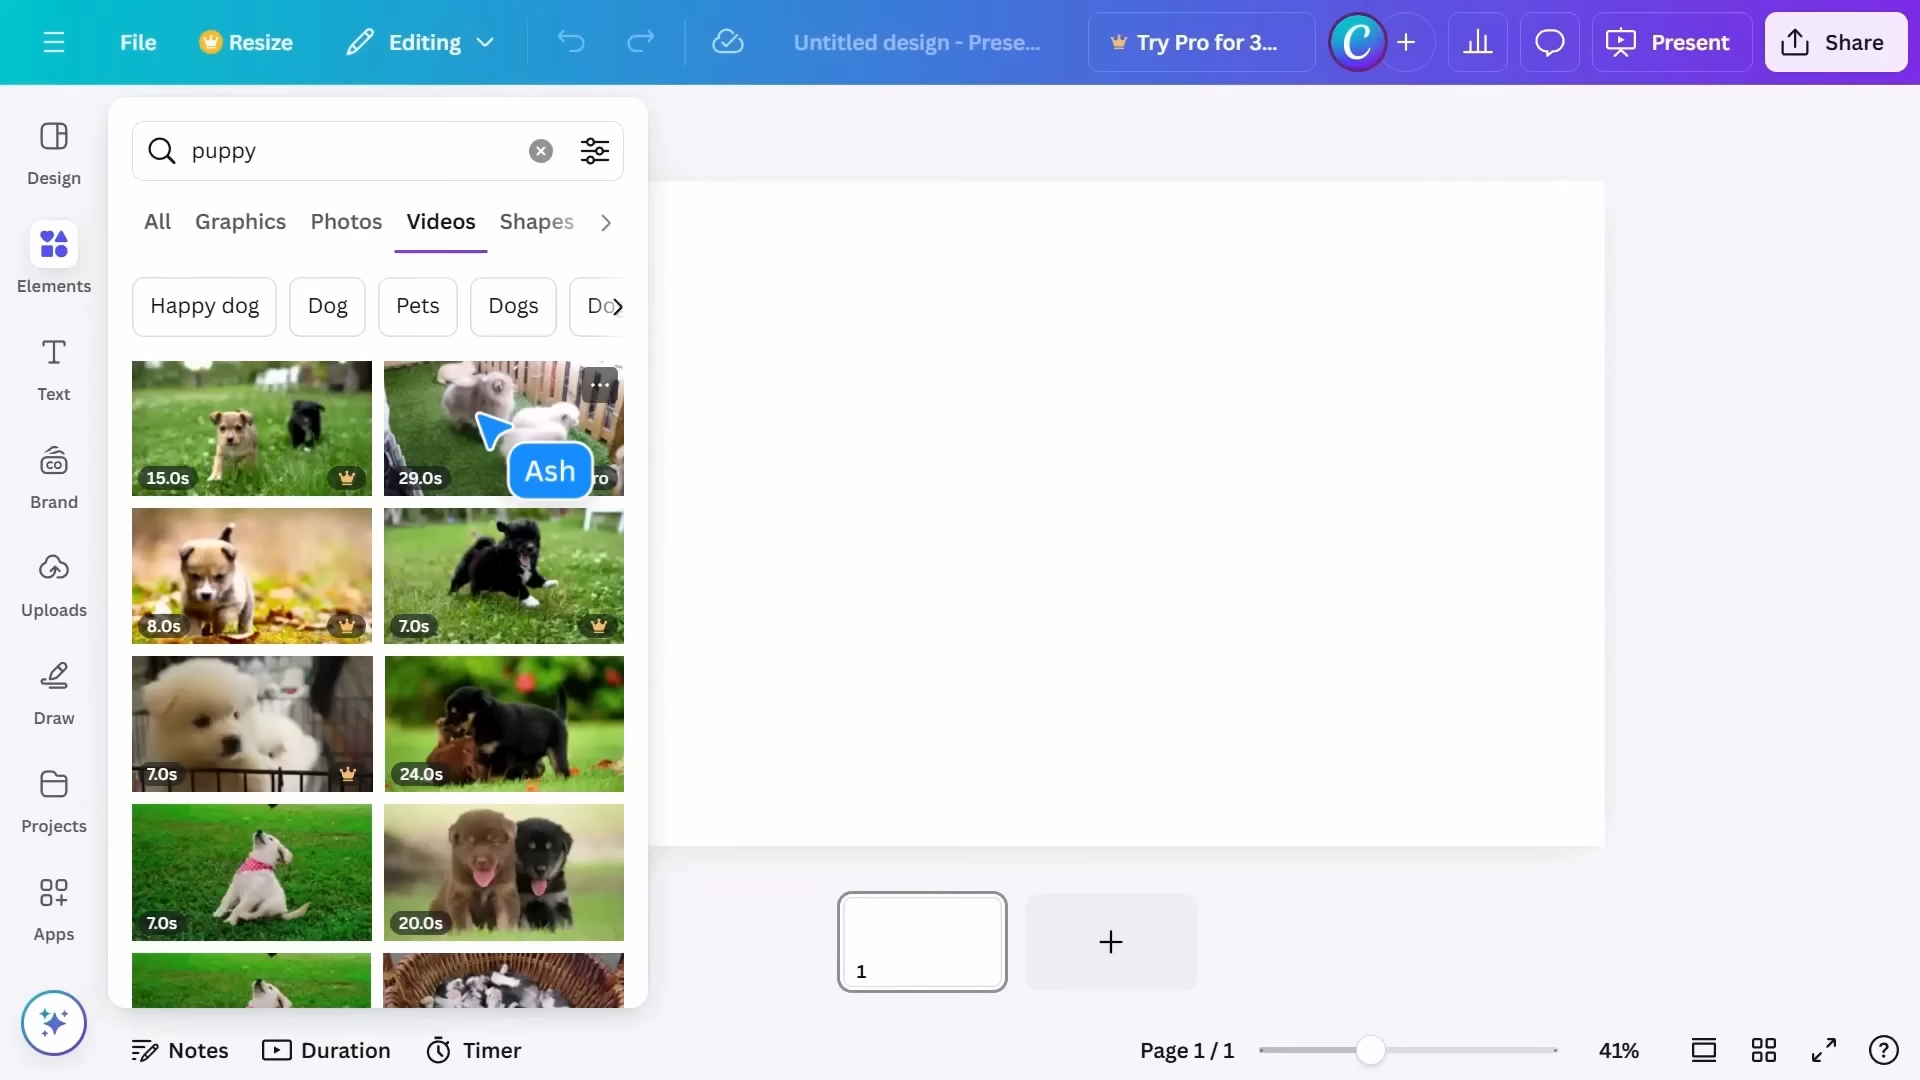 File
Resize
Editing
Untitled design - Prese...
Try Pro for 3...
Present
Share
Design
Elements
Text
Brand
Uploads
Draw
Projects
Apps
puppy
All
Graphics
Photos
Videos
Shapes
Happy dog
Dog
Pets
Dogs
Do
15.0s
29.0s
ro
Ash
8.0s
7.0s
7.0s
24.0s
7.0s
20.0s
1
Notes
Duration
Timer
Page 1 / 1
41%